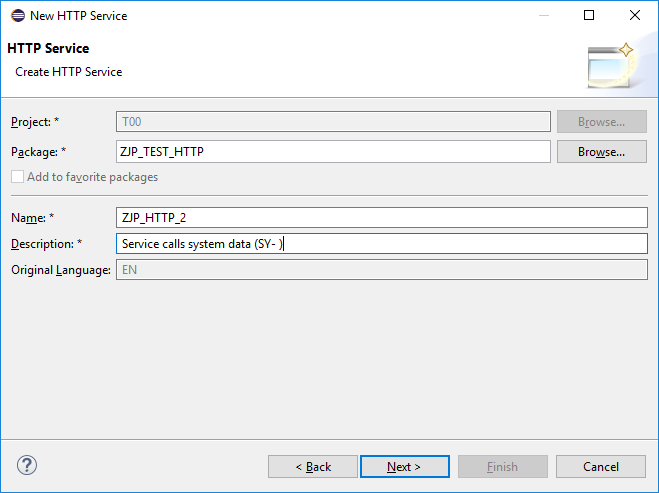 New HTTP Service
HTTP Service
Create HTTP Service
Project: * T00 Browse...
Package: * ZJP_TEST_HTTP Browse...
Add to favorite packages
Name: * ZJP_HTTP_2
Description: * Service calls system data (SY- )
Original Language: EN
? < Back Next > Finish Cancel